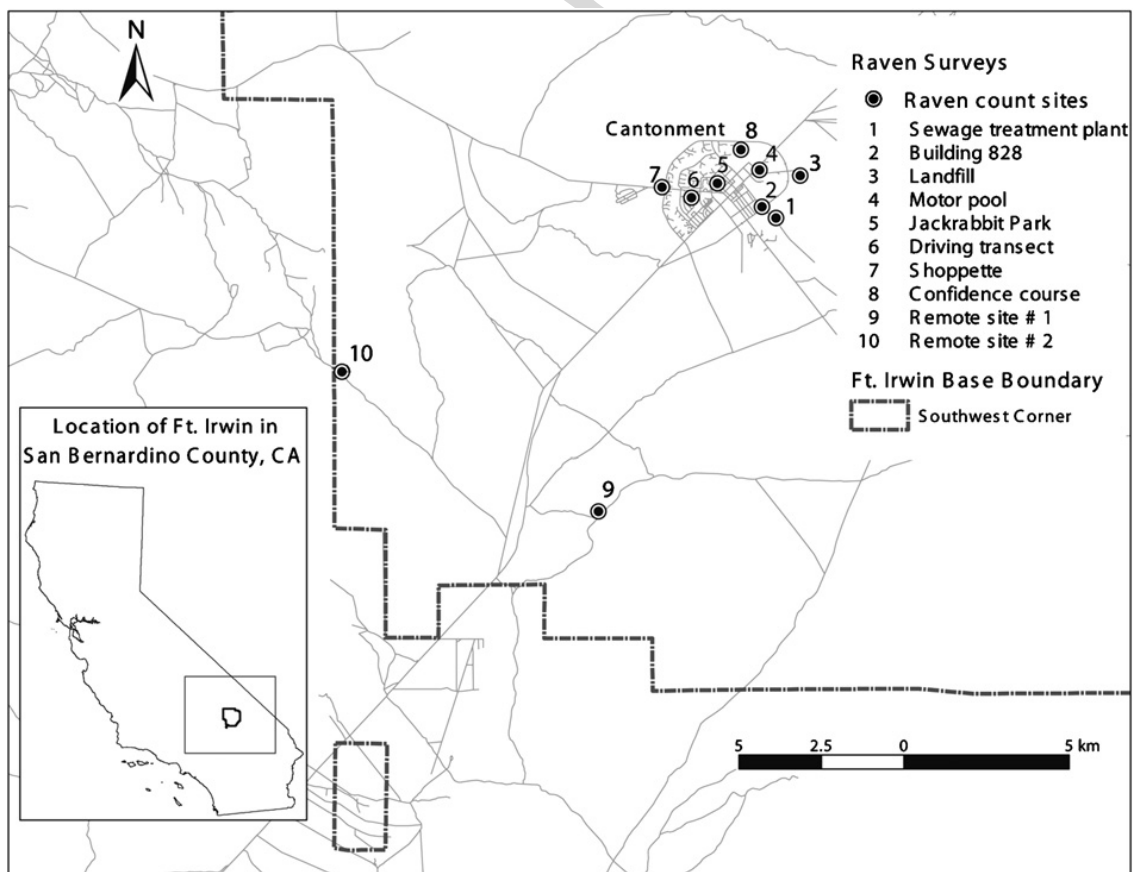 N
Raven Surveys
Raven count sites
1 Sewage treatment plant
2 Building 828
3 Landfill
4 Motor pool
5 Jackrabbit Park
6 Driving transect
7 Shoppette
8 Confidence course
9 Remote site # 1
10 Remote site # 2
Ft. Irwin Base Boundary
Southwest Corner
Cantonment
8
4
3
5
7
6
2
1
10
9
Location of Ft. Irwin in
San Bernardino County, CA
5 2.5 0 5 km